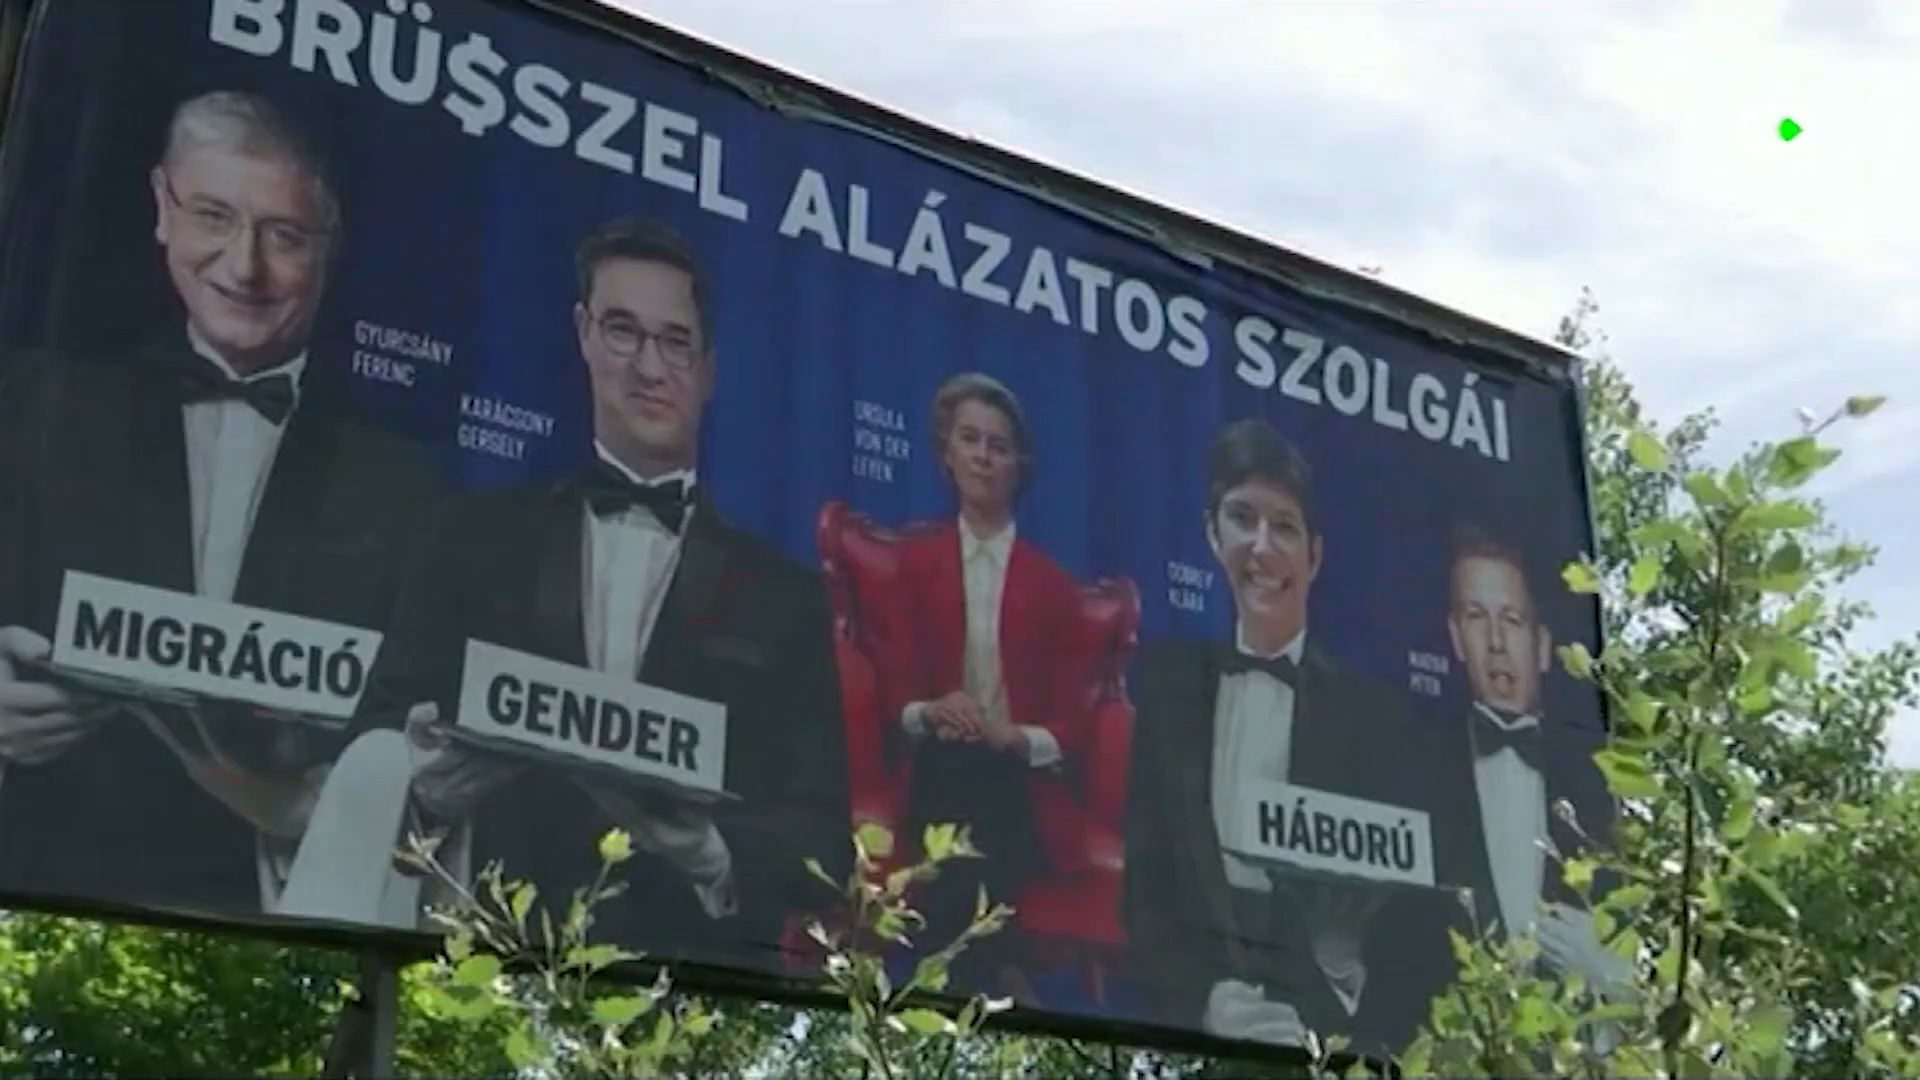 BRÜ$SZEL ALÁZATOS SZOLGÁI
GYURCSÁNY
FERENC
KARÁCSONY
GERGELY
URSULA
VON DER
LEYEN
DOBREV
KLÁRA
MAGYAR
PÉTER
MIGRÁCIÓ
GENDER
HÁBORÚ